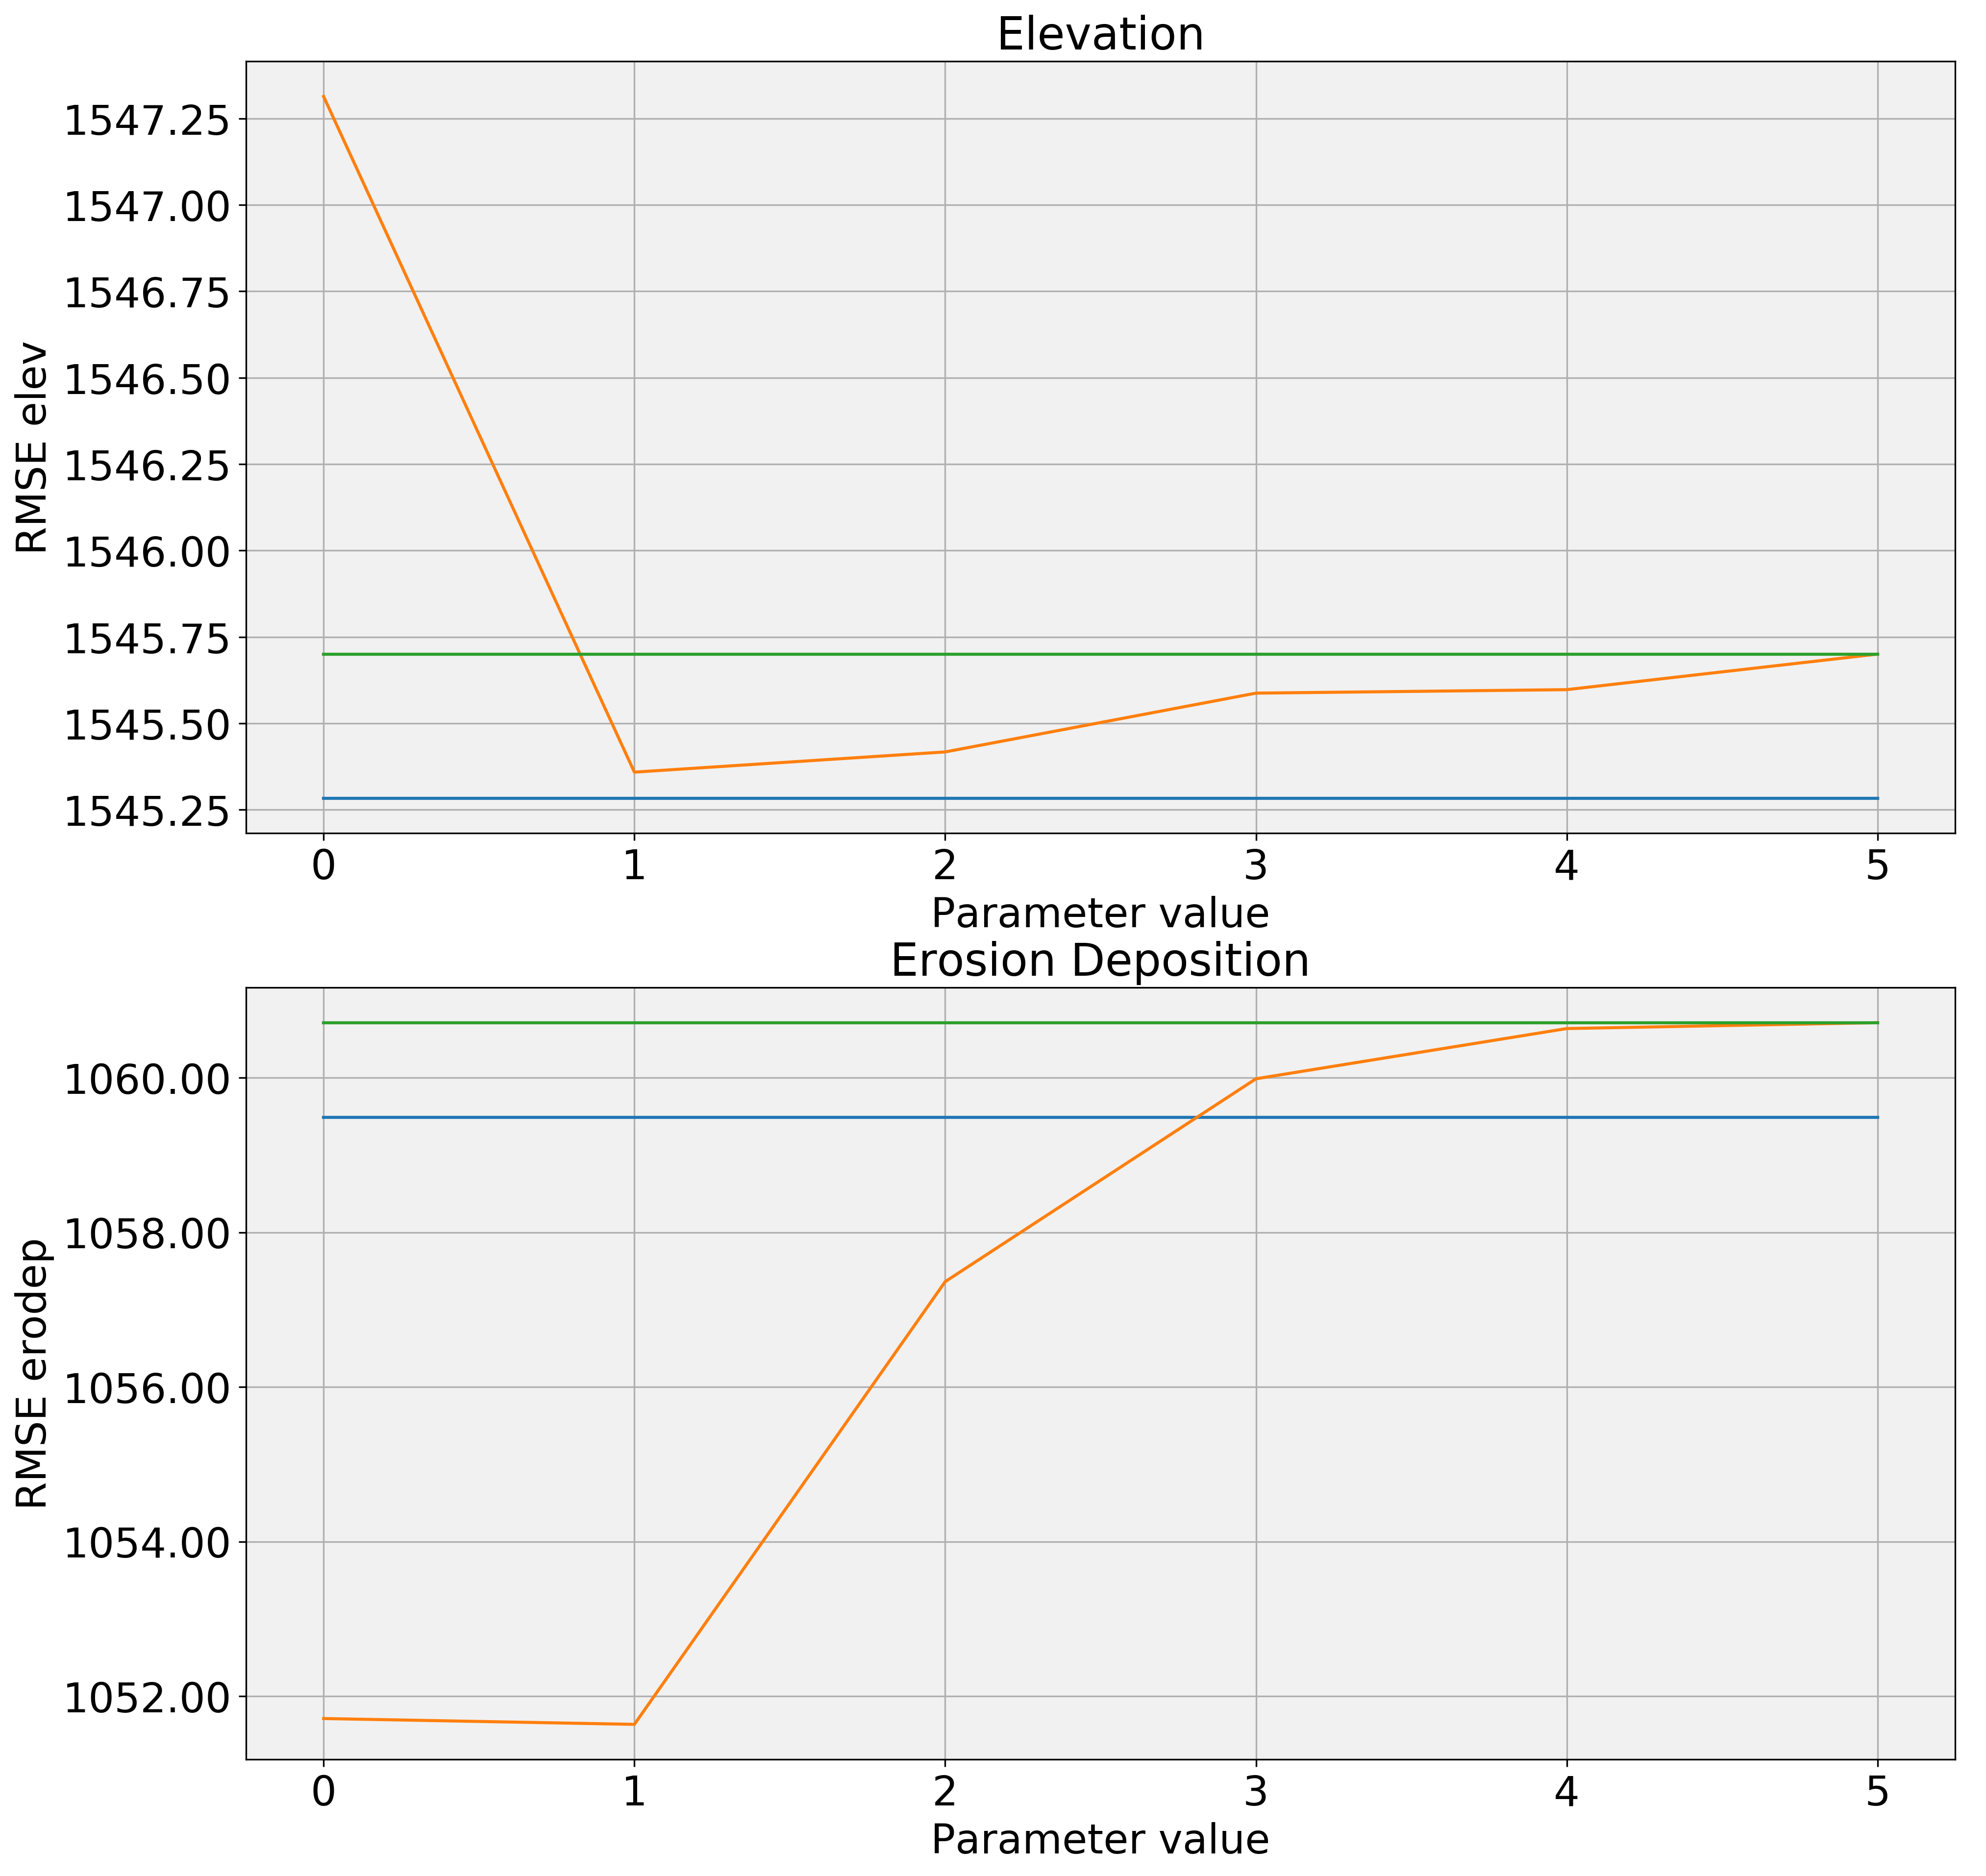 Elevation
RMSE elev
1547.25
1547.00
1546.75
1546.50
1546.25
1546.00
1545.75
1545.50
1545.25
0 1 2 3 4 5
Parameter value
Erosion Deposition
RMSE erodep
1060.00
1058.00
1056.00
1054.00
1052.00
0 1 2 3 4 5
Parameter value